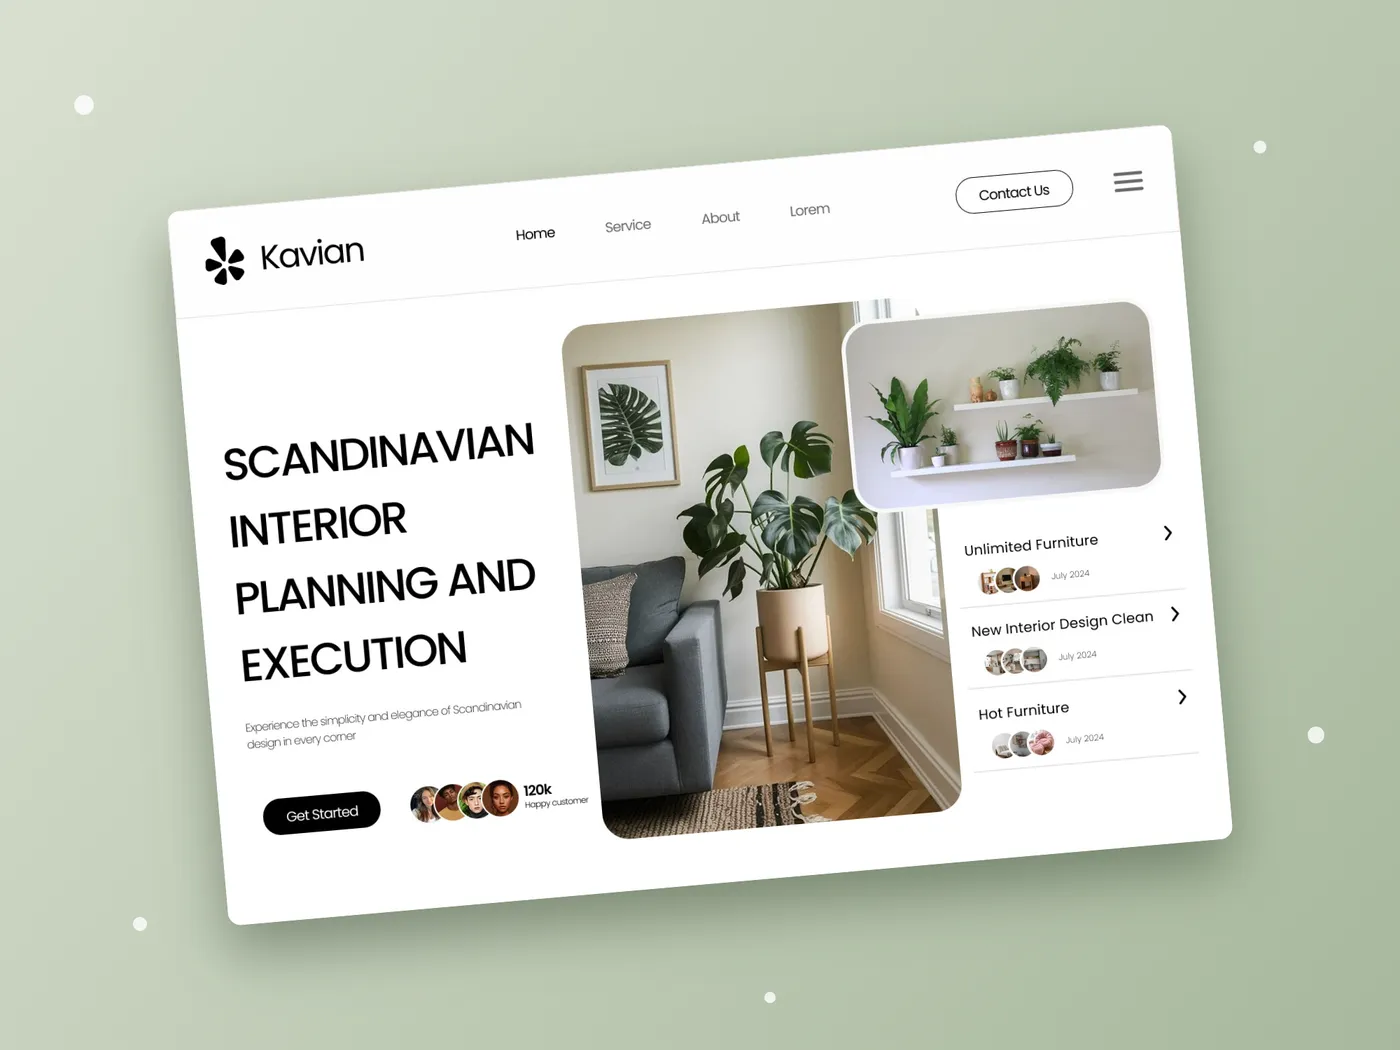 Kavian
Home
Service
About
Lorem
Contact Us
SCANDINAVIAN
INTERIOR
PLANNING AND
EXECUTION
Experience the simplicity and elegance of Scandinavian
design in every corner
Get Started
120k
Happy customer
Unlimited Furniture
July 2024
New Interior Design Clean
July 2024
Hot Furniture
July 2024